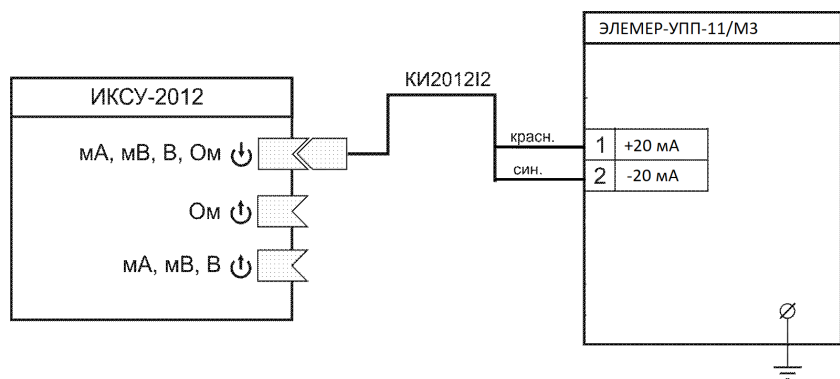 ЭЛЕМЕР-УПП-11/М3
ИКСУ-2012
КИ2012I2
мА, мВ, В, Ом
красн.
1 +20 мА
син.
2 -20 мА
Ом
мА, мВ, В